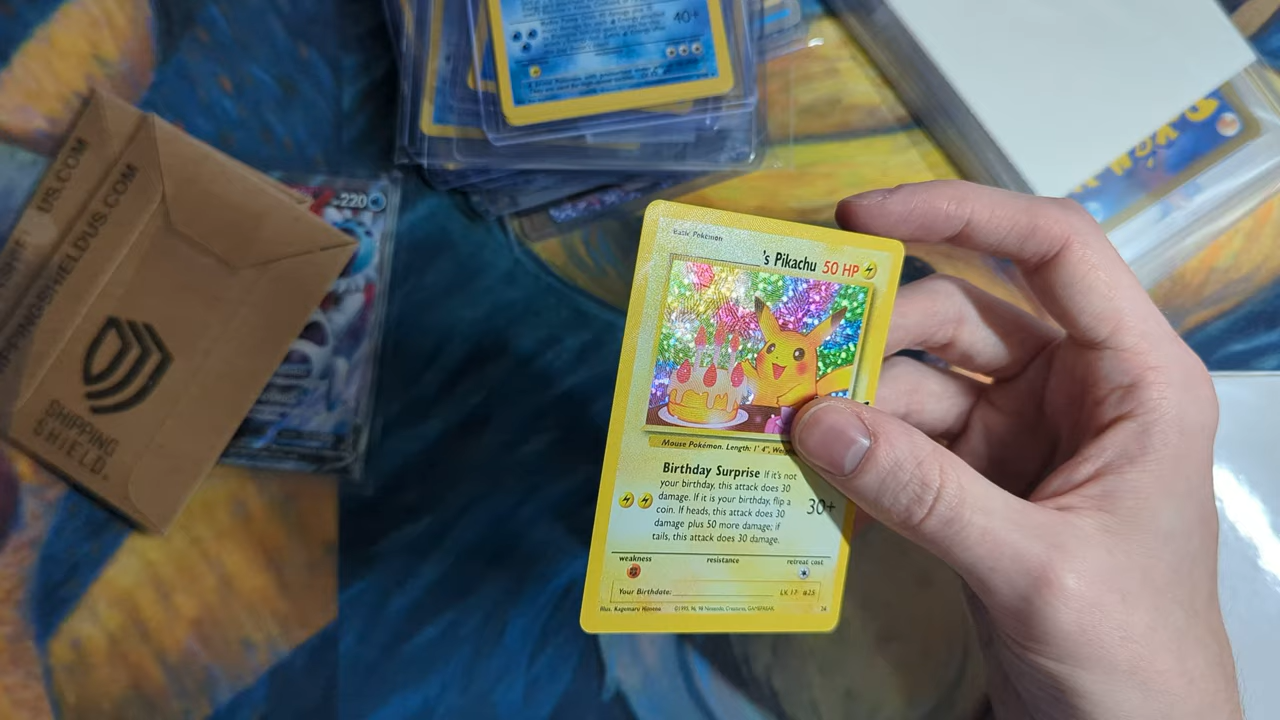 40+
220
US.COM
SHIPPINGSHIELDUS.COM
SHIPPING
SHIELD
Basic Pokémon
's Pikachu 50 HP
Mouse Pokémon. Length: 1' 4",
Birthday Surprise If it's not
your birthday, this attack does 30
damage. If it is your birthday, flip a
coin. If heads, this attack does 30
damage plus 50 more damage; if
tails, this attack does 30 damage.
30+
weakness resistance retreat cost
Your Birthdate:
LV. 17 #25
Illus. Kagemaru Himeno ©1995, 96, 98 Nintendo, Creatures, GAMEFREAK. 24